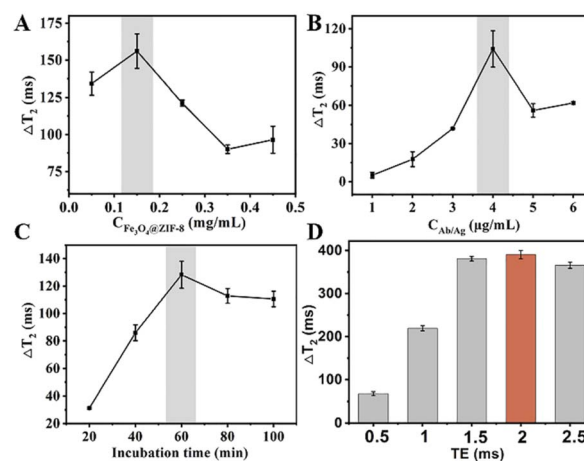 A
ΔT2 (ms)
175
150
125
100
75
0.0 0.1 0.2 0.3 0.4 0.5
CFe3O4@ZIF-8 (mg/mL)
B
ΔT2 (ms)
120
90
60
30
0
1 2 3 4 5 6
CAb/Ag (μg/mL)
C
ΔT2 (ms)
160
140
120
100
80
60
40
20
20 40 60 80 100
Incubation time (min)
D
ΔT2 (ms)
400
300
200
100
0
0.5 1 1.5 2 2.5
TE (ms)